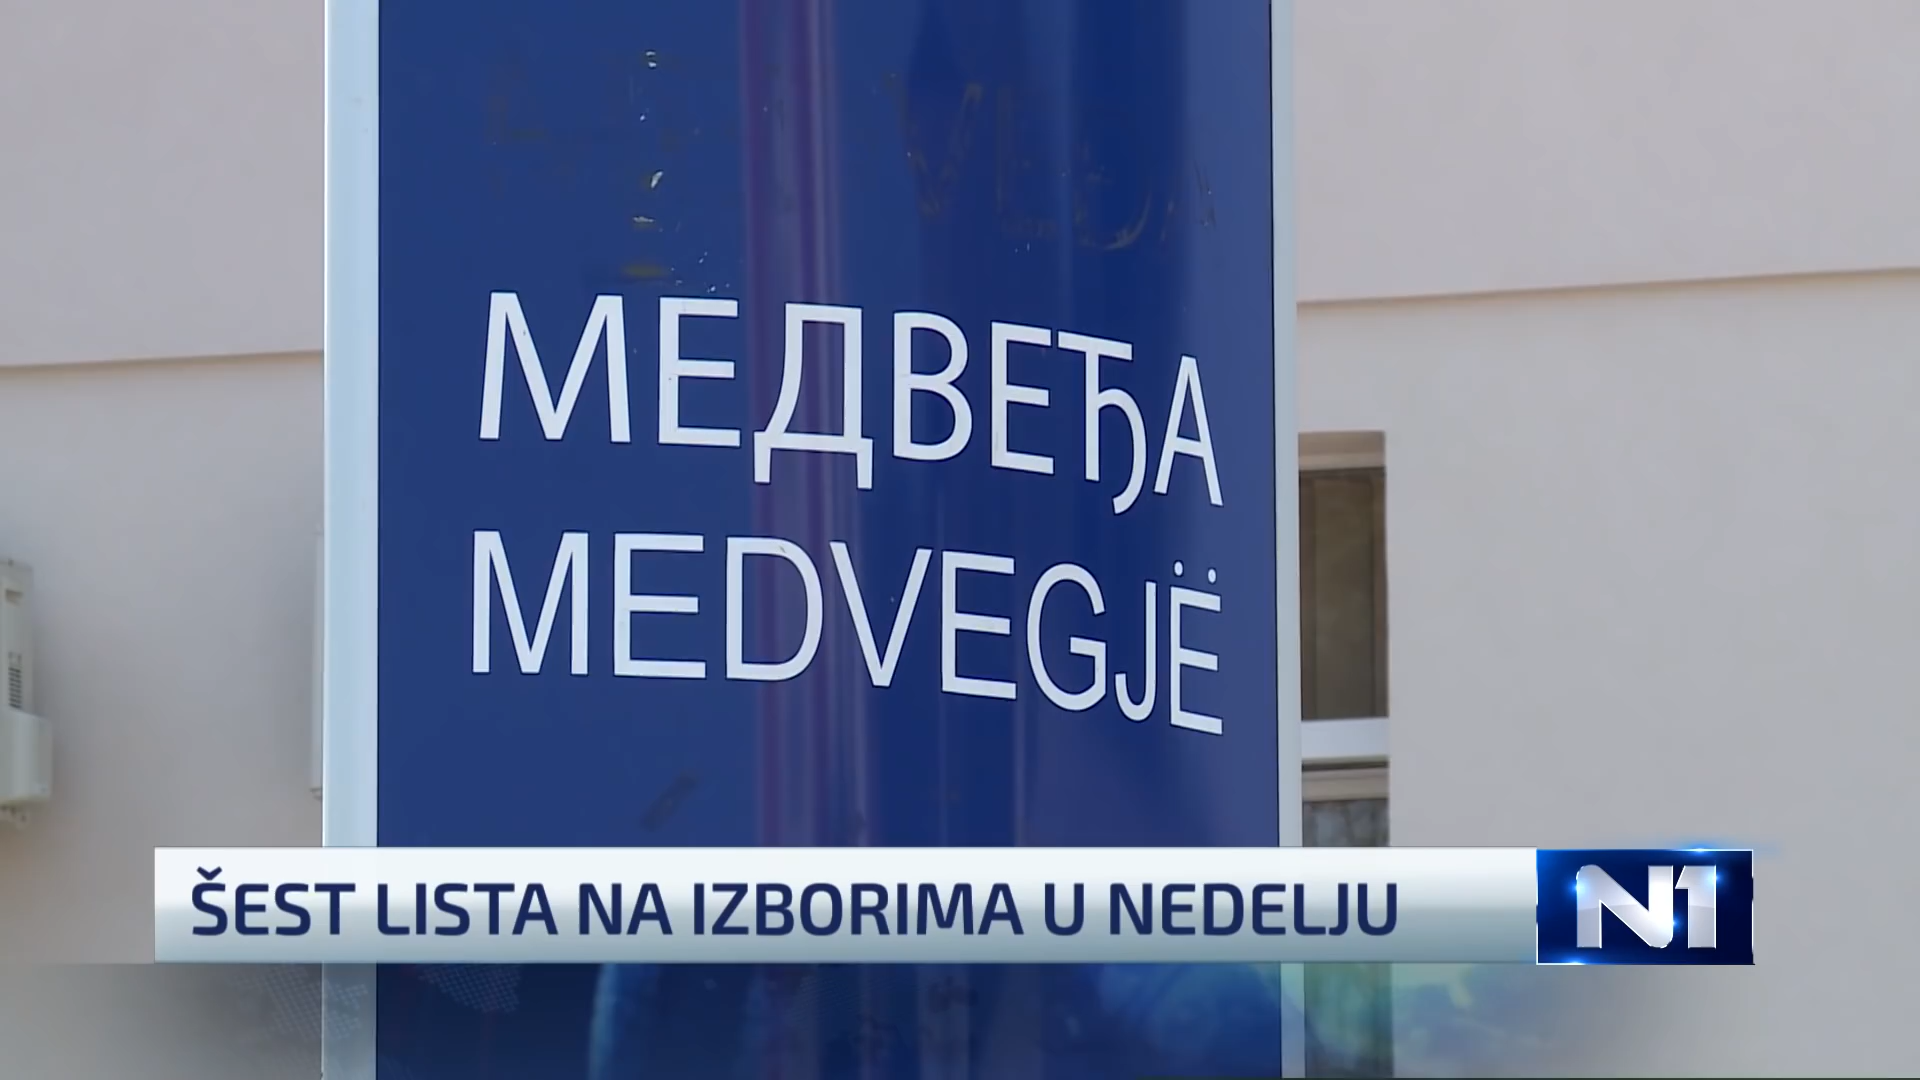 МЕДВЕЂА
MEDVEGJË
ŠEST LISTA NA IZBORIMA U NEDELJU
N1